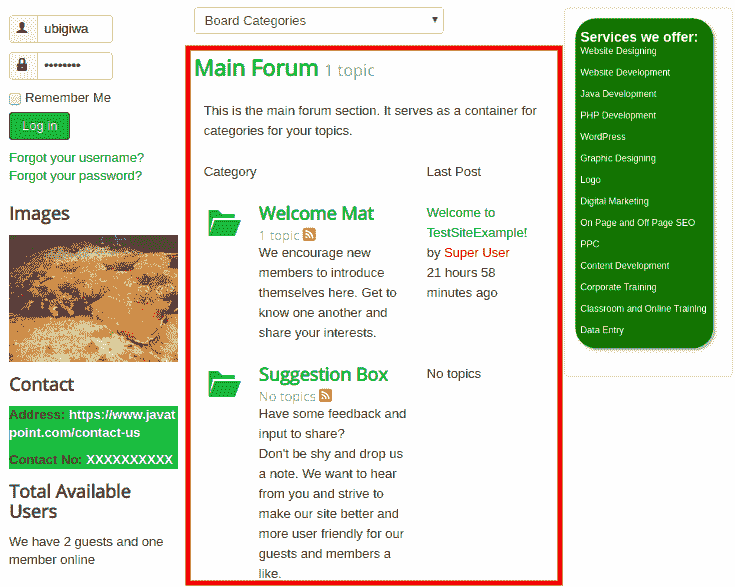 ubigiwa
••••••••
Remember Me
Log in
Forgot your username?
Forgot your password?
Images
Contact
Address: https://www.javat
point.com/contact-us
Contact No: XXXXXXXXXX
Total Available
Users
We have 2 guests and one
member online
Board Categories
Main Forum 1 topic
This is the main forum section. It serves as a container for
categories for your topics.
Category Last Post
Welcome Mat
1 topic
We encourage new
members to introduce
themselves here. Get to
know one another and
share your interests.
Welcome to
TestSiteExample!
by Super User
21 hours 58
minutes ago
Suggestion Box
No topics
Have some feedback and
input to share?
Don't be shy and drop us
a note. We want to hear
from you and strive to
make our site better and
more user friendly for our
guests and members a
like.
No topics
Services we offer:
Website Designing
Website Development
Java Development
PHP Development
WordPress
Graphic Designing
Logo
Digital Marketing
On Page and Off Page SEO
PPC
Content Development
Corporate Training
Classroom and Online Training
Data Entry